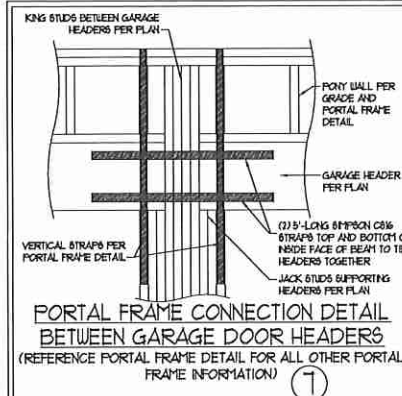 KING STUDS BETWEEN GARAGE
HEADERS PER PLAN
PONY WALL PER
GRADE AND
PORTAL FRAME
DETAIL
GARAGE HEADER
PER PLAN
(2) 3'-LONG SIMPSON CS16
STRAPS TOP AND BOTTOM
INSIDE FACE OF BEAM TO
HEADERS TOGETHER
VERTICAL STRAPS PER
PORTAL FRAME DETAIL
JACK STUDS SUPPORTING
HEADERS PER PLAN
PORTAL FRAME CONNECTION DETAIL
BETWEEN GARAGE DOOR HEADERS
(REFERENCE PORTAL FRAME DETAIL FOR ALL OTHER PORTAL
FRAME INFORMATION)
7